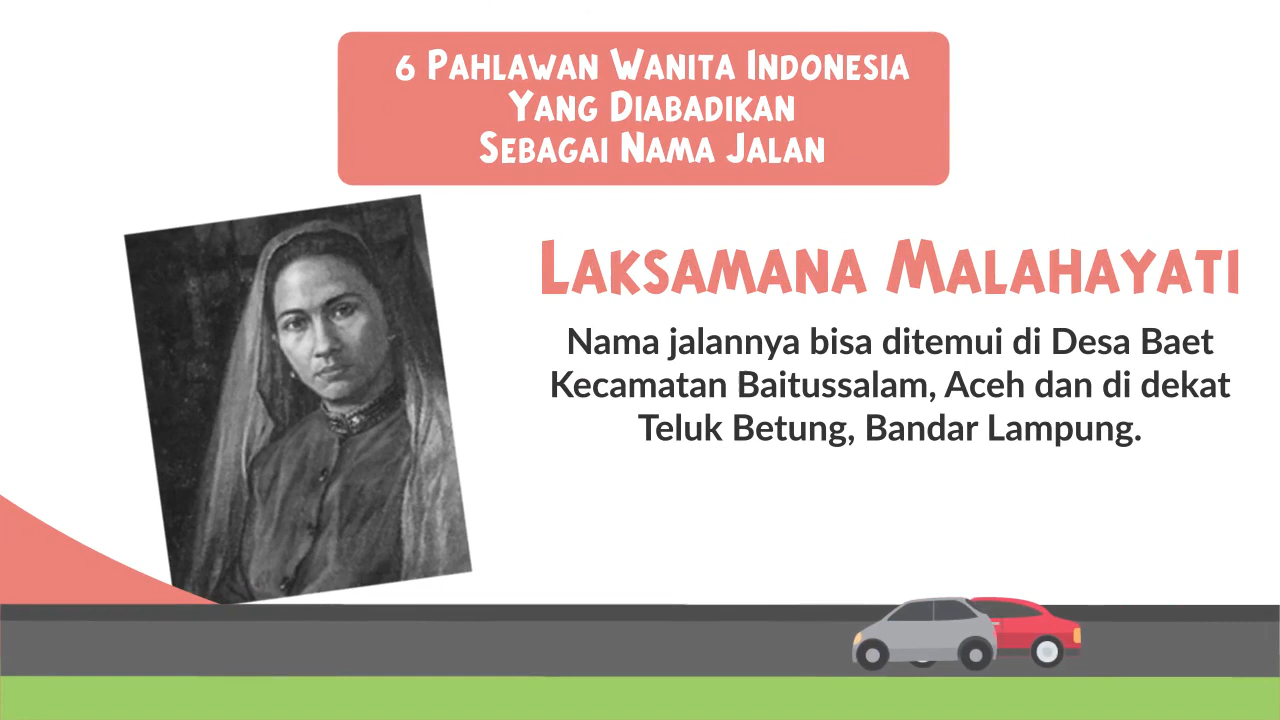 6 Pahlawan Wanita Indonesia
Yang Diabadikan
Sebagai Nama Jalan
Laksamana Malahayati
Nama jalannya bisa ditemui di Desa Baet
Kecamatan Baitussalam, Aceh dan di dekat
Teluk Betung, Bandar Lampung.